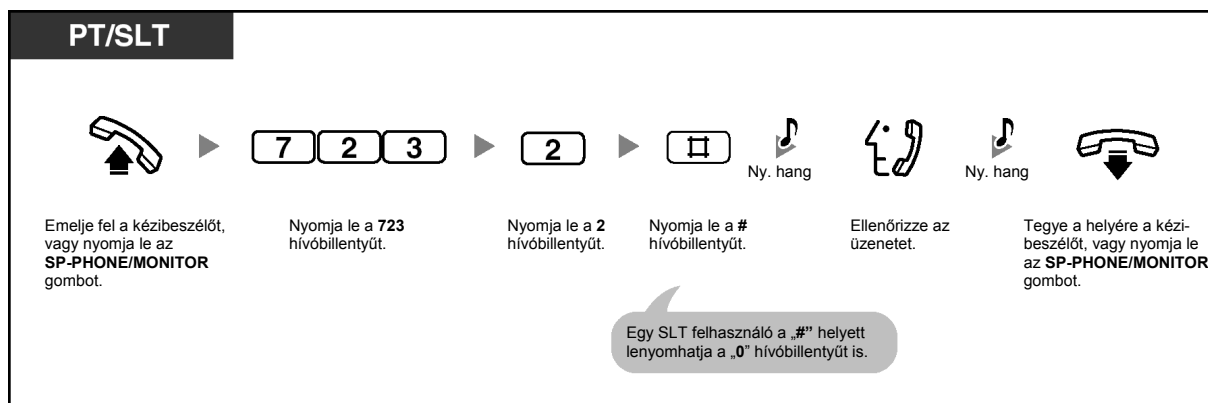 PT/SLT
7 2 3
2
#
Ny. hang
Ny. hang
Emelje fel a kézibeszélőt,
vagy nyomja le az
SP-PHONE/MONITOR
gombot.
Nyomja le a 723
hívóbillentyűt.
Nyomja le a 2
hívóbillentyűt.
Nyomja le a #
hívóbillentyűt.
Ellenőrizze az
üzenetet.
Tegye a helyére a kézi-
beszélőt, vagy nyomja le
az SP-PHONE/MONITOR
gombot.
Egy SLT felhasználó a „#” helyett
lenyomhatja a „0” hívóbillentyűt is.